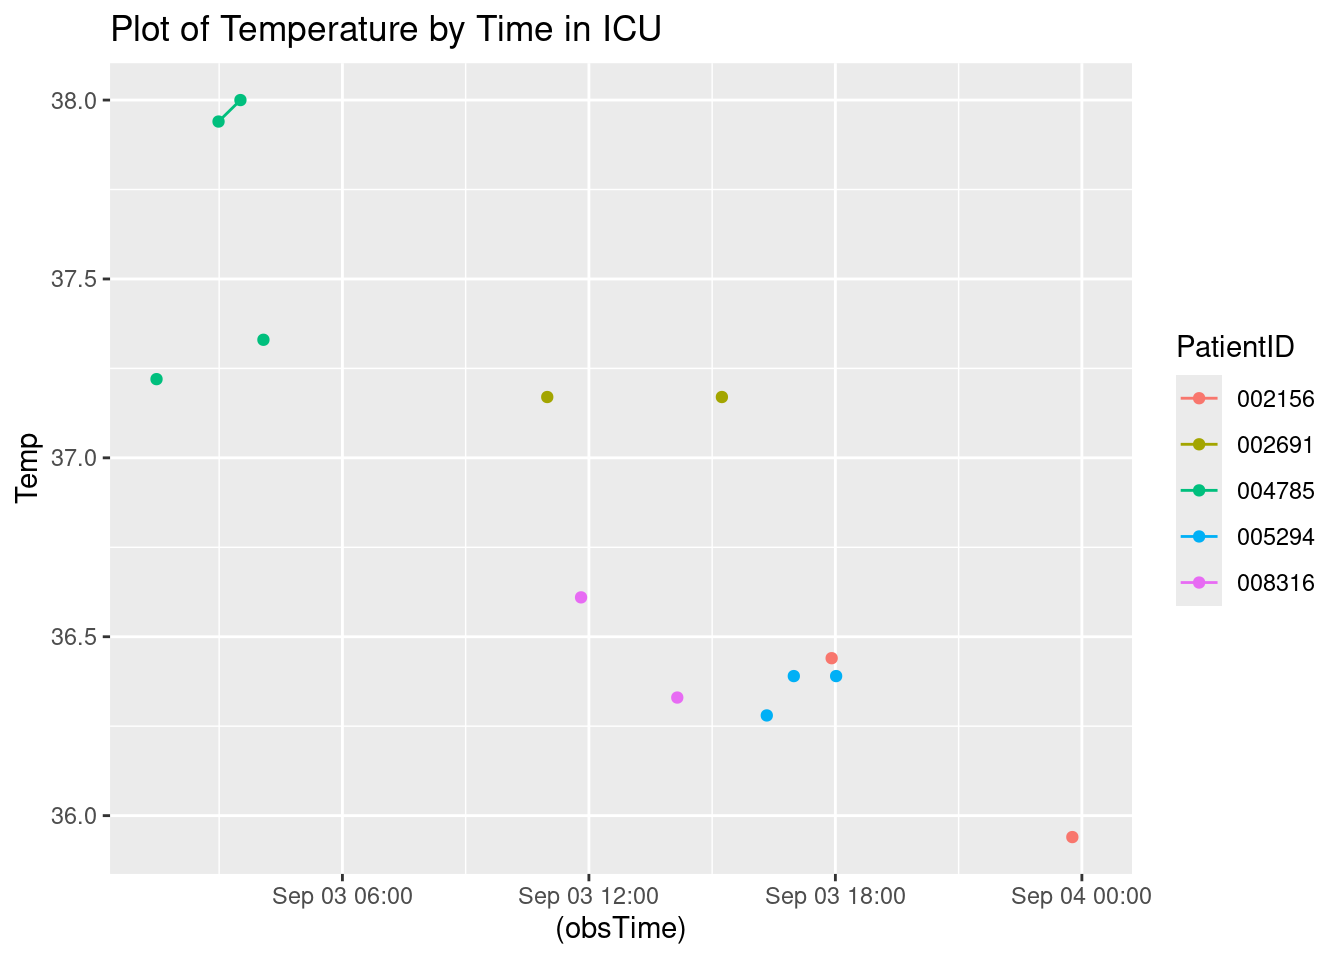 Plot of Temperature by Time in ICU
38.0
37.5
37.0
36.5
36.0
Temp
Sep 03 06:00
Sep 03 12:00
Sep 03 18:00
Sep 04 00:00
(obsTime)
PatientID
002156
002691
004785
005294
008316